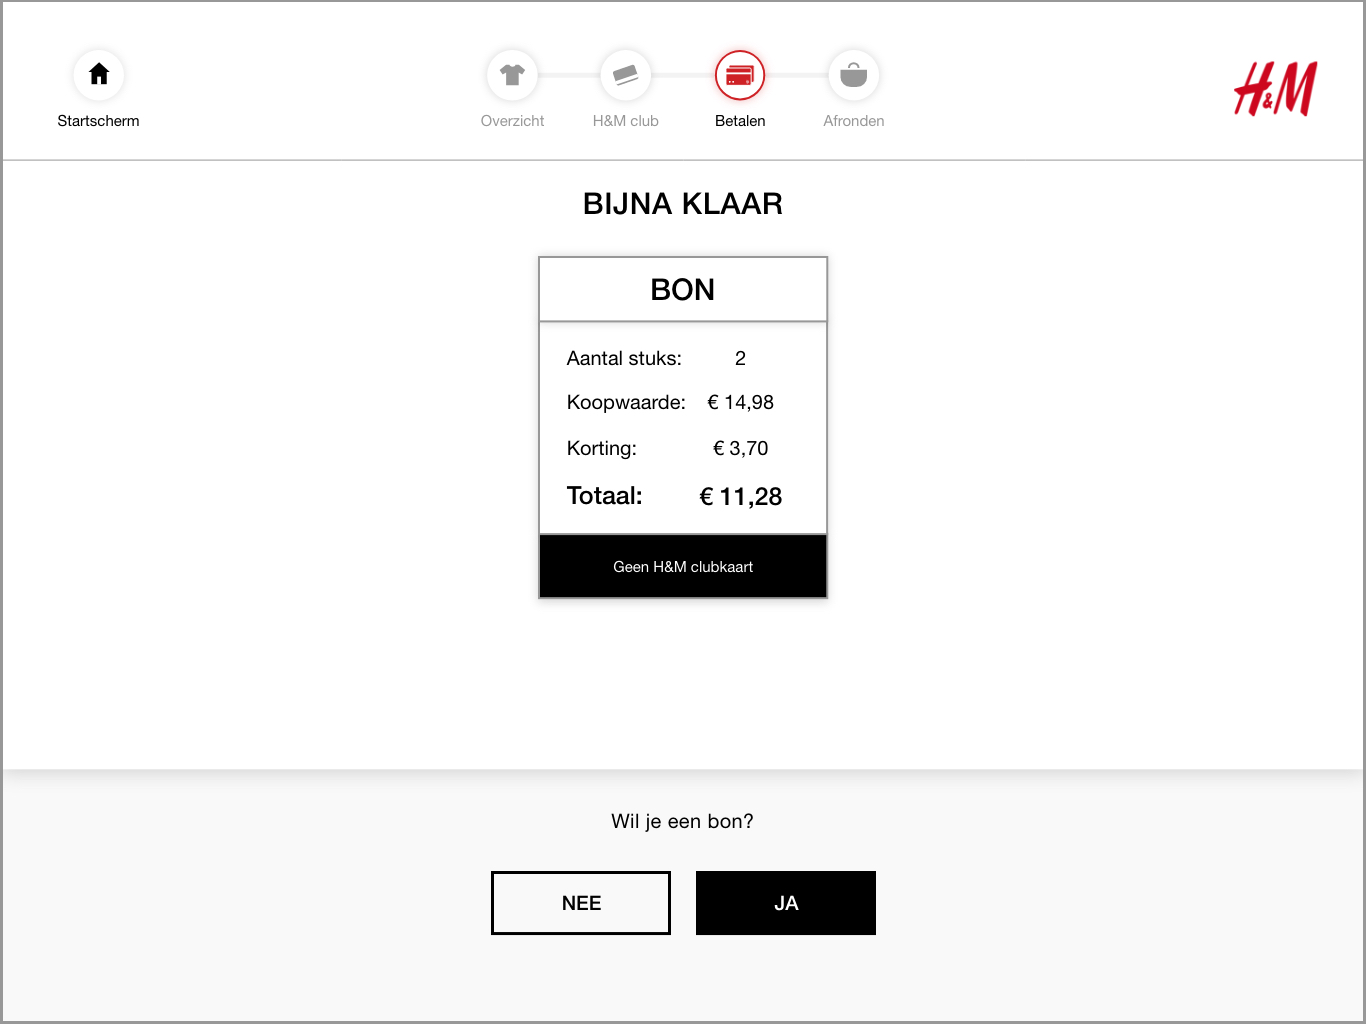 Startscherm
Overzicht
H&M club
Betalen
Afronden
H&M
BIJNA KLAAR
BON
Aantal stuks: 2
Koopwaarde: € 14,98
Korting: € 3,70
Totaal: € 11,28
Geen H&M clubkaart
Wil je een bon?
NEE
JA